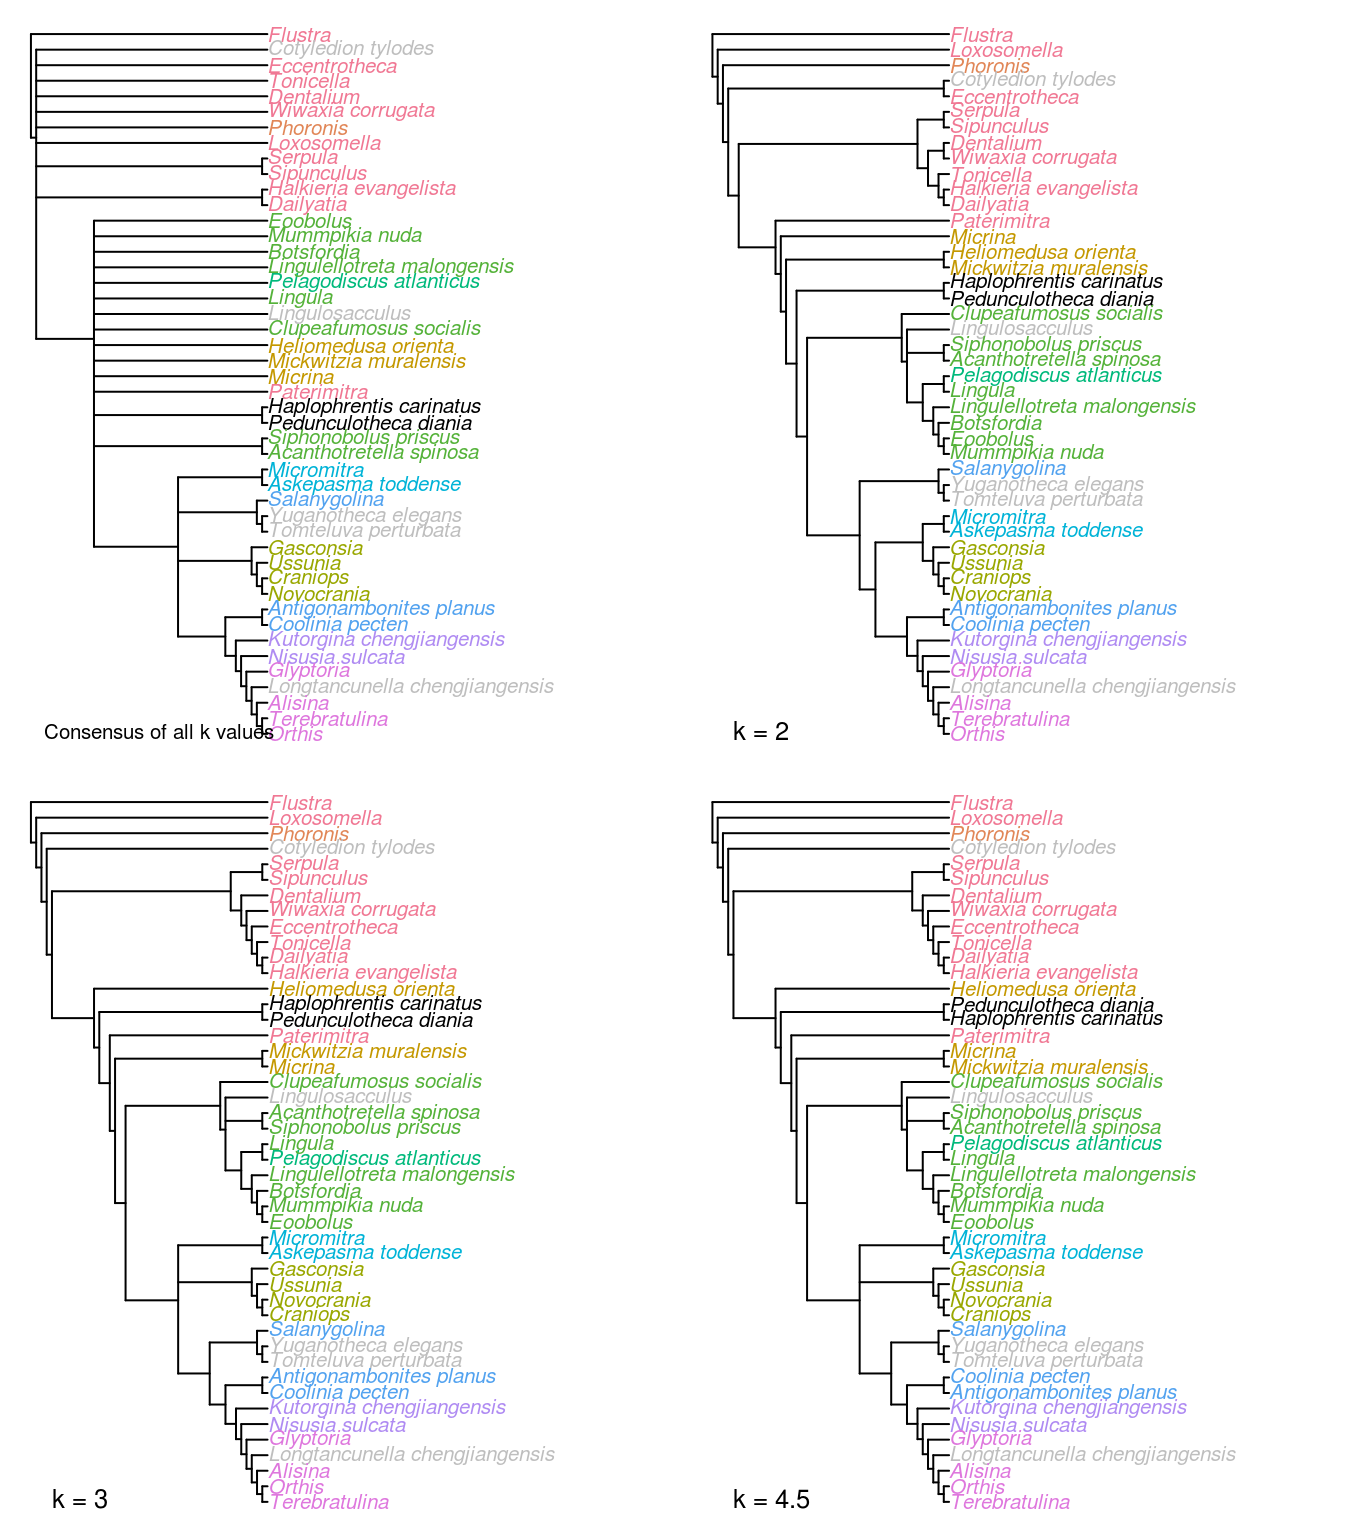 Flustra
Cotyledion tylodes
Eccentrotheca
Tonicella
Dentalium
Wiwaxia corrugata
Phoronis
Loxosomella
Serpula
Sipunculus
Halkieria evangelista
Dailyatia
Eoobolus
Mummpikia nuda
Botsfordia
Lingulellotreta malongensis
Pelagodiscus atlanticus
Lingula
Lingulosacculus
Clupeafumosus socialis
Heliomedusa orienta
Mickwitzia muralensis
Micrina
Paterimitra
Haplophrentis carinatus
Pedunculotheca diania
Siphonobolus priscus
Acanthotretella spinosa
Micromitra
Askepasma toddense
Salanygolina
Yuganotheca elegans
Tomteluva perturbata
Gasconsia
Ussunia
Craniops
Novocrania
Antigonambonites planus
Coolinia pecten
Kutorgina chengjiangensis
Nisusia sulcata
Glyptoria
Longtancunella chengjiangensis
Alisina
Terebratulina
Orthis
Consensus of all k values
Flustra
Loxosomella
Phoronis
Cotyledion tylodes
Eccentrotheca
Serpula
Sipunculus
Dentalium
Wiwaxia corrugata
Tonicella
Halkieria evangelista
Dailyatia
Paterimitra
Micrina
Heliomedusa orienta
Mickwitzia muralensis
Haplophrentis carinatus
Pedunculotheca diania
Clupeafumosus socialis
Lingulosacculus
Siphonobolus priscus
Acanthotretella spinosa
Pelagodiscus atlanticus
Lingula
Lingulellotreta malongensis
Botsfordia
Eoobolus
Mummpikia nuda
Salanygolina
Yuganotheca elegans
Tomteluva perturbata
Micromitra
Askepasma toddense
Gasconsia
Ussunia
Craniops
Novocrania
Antigonambonites planus
Coolinia pecten
Kutorgina chengjiangensis
Nisusia sulcata
Glyptoria
Longtancunella chengjiangensis
Alisina
Terebratulina
Orthis
k = 2
Flustra
Loxosomella
Phoronis
Cotyledion tylodes
Serpula
Sipunculus
Dentalium
Wiwaxia corrugata
Eccentrotheca
Tonicella
Dailyatia
Halkieria evangelista
Heliomedusa orienta
Haplophrentis carinatus
Pedunculotheca diania
Paterimitra
Mickwitzia muralensis
Micrina
Clupeafumosus socialis
Lingulosacculus
Acanthotretella spinosa
Siphonobolus priscus
Lingula
Pelagodiscus atlanticus
Lingulellotreta malongensis
Botsfordia
Mummpikia nuda
Eoobolus
Micromitra
Askepasma toddense
Gasconsia
Ussunia
Novocrania
Craniops
Salanygolina
Yuganotheca elegans
Tomteluva perturbata
Antigonambonites planus
Coolinia pecten
Kutorgina chengjiangensis
Nisusia sulcata
Glyptoria
Longtancunella chengjiangensis
Alisina
Orthis
Terebratulina
k = 3
Flustra
Loxosomella
Phoronis
Cotyledion tylodes
Serpula
Sipunculus
Dentalium
Wiwaxia corrugata
Eccentrotheca
Tonicella
Dailyatia
Halkieria evangelista
Heliomedusa orienta
Pedunculotheca diania
Haplophrentis carinatus
Paterimitra
Micrina
Mickwitzia muralensis
Clupeafumosus socialis
Lingulosacculus
Siphonobolus priscus
Acanthotretella spinosa
Pelagodiscus atlanticus
Lingula
Lingulellotreta malongensis
Botsfordia
Mummpikia nuda
Eoobolus
Micromitra
Askepasma toddense
Gasconsia
Ussunia
Novocrania
Craniops
Salanygolina
Yuganotheca elegans
Tomteluva perturbata
Coolinia pecten
Antigonambonites planus
Kutorgina chengjiangensis
Nisusia sulcata
Glyptoria
Longtancunella chengjiangensis
Alisina
Orthis
Terebratulina
k = 4.5